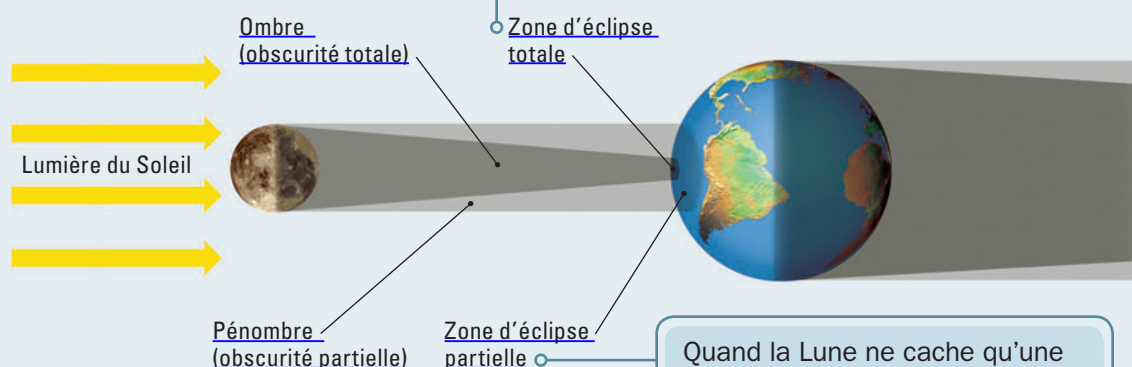 Ombre
(obscurité totale)
Zone d'éclipse
totale
Lumière du Soleil
Pénombre
(obscurité partielle)
Zone d'éclipse
partielle
Quand la Lune ne cache qu'une